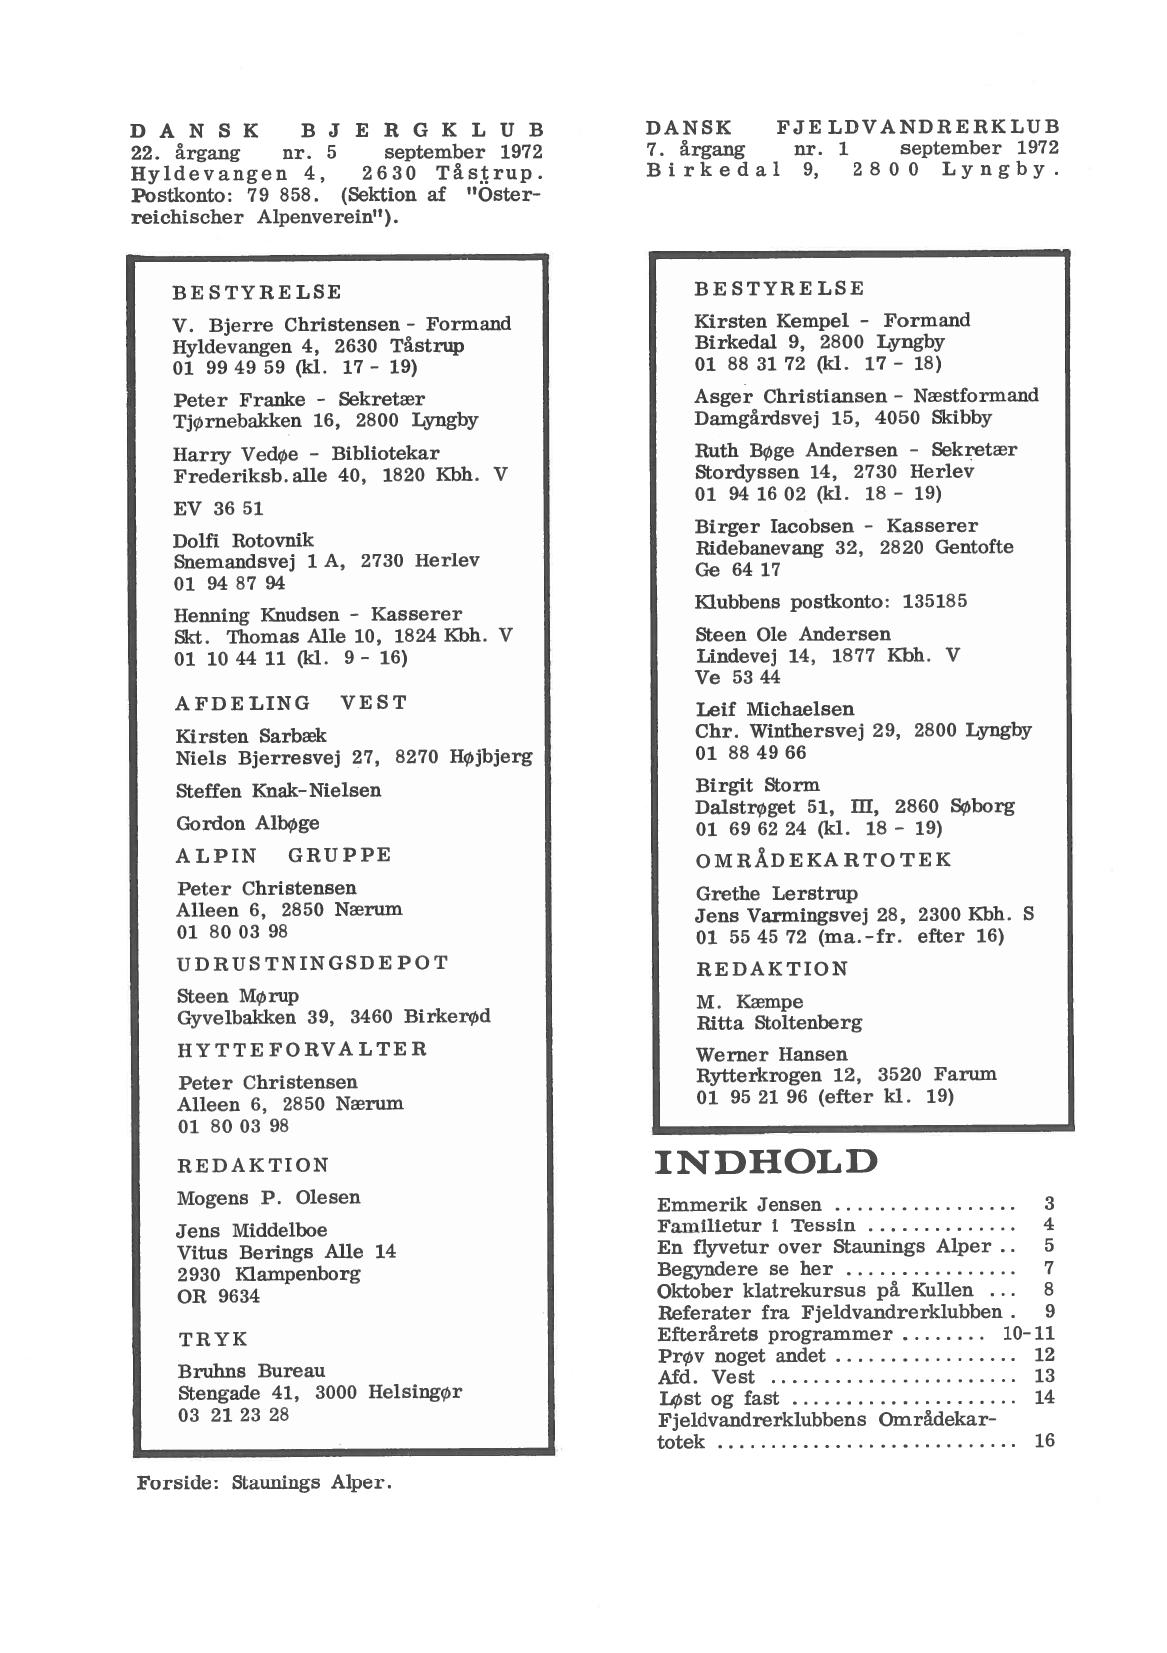 DANSK BJERGKLUB
22. årgang nr. 5 september 1972
Hyldevangen 4, 2630 Tåstrup.
Postkonto: 79 858. (Sektion af "Öster-
reichischer Alpenverein").
BESTYRELSE
V. Bjerre Christensen - Formand
Hyldevangen 4, 2630 Tåstrup
01 99 49 59 (kl. 17 - 19)
Peter Franke - Sekretær
Tjørnebakken 16, 2800 Lyngby
Harry Vedøe - Bibliotekar
Frederiksb. alle 40, 1820 Kbh. V
EV 36 51
Dolfi Rotovnik
Snemandsvej 1 A, 2730 Herlev
01 94 87 94
Henning Knudsen - Kasserer
Skt. Thomas Alle 10, 1824 Kbh. V
01 10 44 11 (kl. 9 - 16)
AFDELING VEST
Kirsten Sarbæk
Niels Bjerresvej 27, 8270 Højbjerg
Steffen Knak-Nielsen
Gordon Albøge
ALPIN GRUPPE
Peter Christensen
Alleen 6, 2850 Nærum
01 80 03 98
UDRUSTNINGSDEPOT
Steen Mørup
Gyvelbakken 39, 3460 Birkerød
HYTTEFORVALTER
Peter Christensen
Alleen 6, 2850 Nærum
01 80 03 98
REDAKTION
Mogens P. Olesen
Jens Middelboe
Vitus Berings Alle 14
2930 Klampenborg
OR 9634
TRYK
Bruhns Bureau
Stengade 41, 3000 Helsingør
03 21 23 28
Forside: Staunings Alper.
DANSK FJELDVANDRERKLUB
7. årgang nr. 1 september 1972
Birkedal 9, 2800 Lyngby.
BESTYRELSE
Kirsten Kempel - Formand
Birkedal 9, 2800 Lyngby
01 88 31 72 (kl. 17 - 18)
Asger Christiansen - Næstformand
Damgårdsvej 15, 4050 Skibby
Ruth Bøge Andersen - Sekretær
Stordyssen 14, 2730 Herlev
01 94 16 02 (kl. 18 - 19)
Birger Iacobsen - Kasserer
Ridebanevang 32, 2820 Gentofte
Ge 64 17
Klubbens postkonto: 135185
Steen Ole Andersen
Lindevej 14, 1877 Kbh. V
Ve 53 44
Leif Michaelsen
Chr. Winthersvej 29, 2800 Lyngby
01 88 49 66
Birgit Storm
Dalstrøget 51, III, 2860 Søborg
01 69 62 24 (kl. 18 - 19)
OMRÅDEKARTOTEK
Grethe Lerstrup
Jens Varmingsvej 28, 2300 Kbh. S
01 55 45 72 (ma.-fr. efter 16)
REDAKTION
M. Kæmpe
Ritta Stoltenberg
Werner Hansen
Rytterkrogen 12, 3520 Farum
01 95 21 96 (efter kl. 19)
INDHOLD
Emmerik Jensen ................. 3
Familietur i Tessin .............. 4
En flyvetur over Staunings Alper .. 5
Begyndere se her ................ 7
Oktober klatrekursus på Kullen ... 8
Referater fra Fjeldvandrerklubben . 9
Efterårets programmer ........ 10-11
Prøv noget andet ................. 12
Afd. Vest ....................... 13
Løst og fast ..................... 14
Fjeldvandrerklubbens Områdekar-
totek ............................ 16